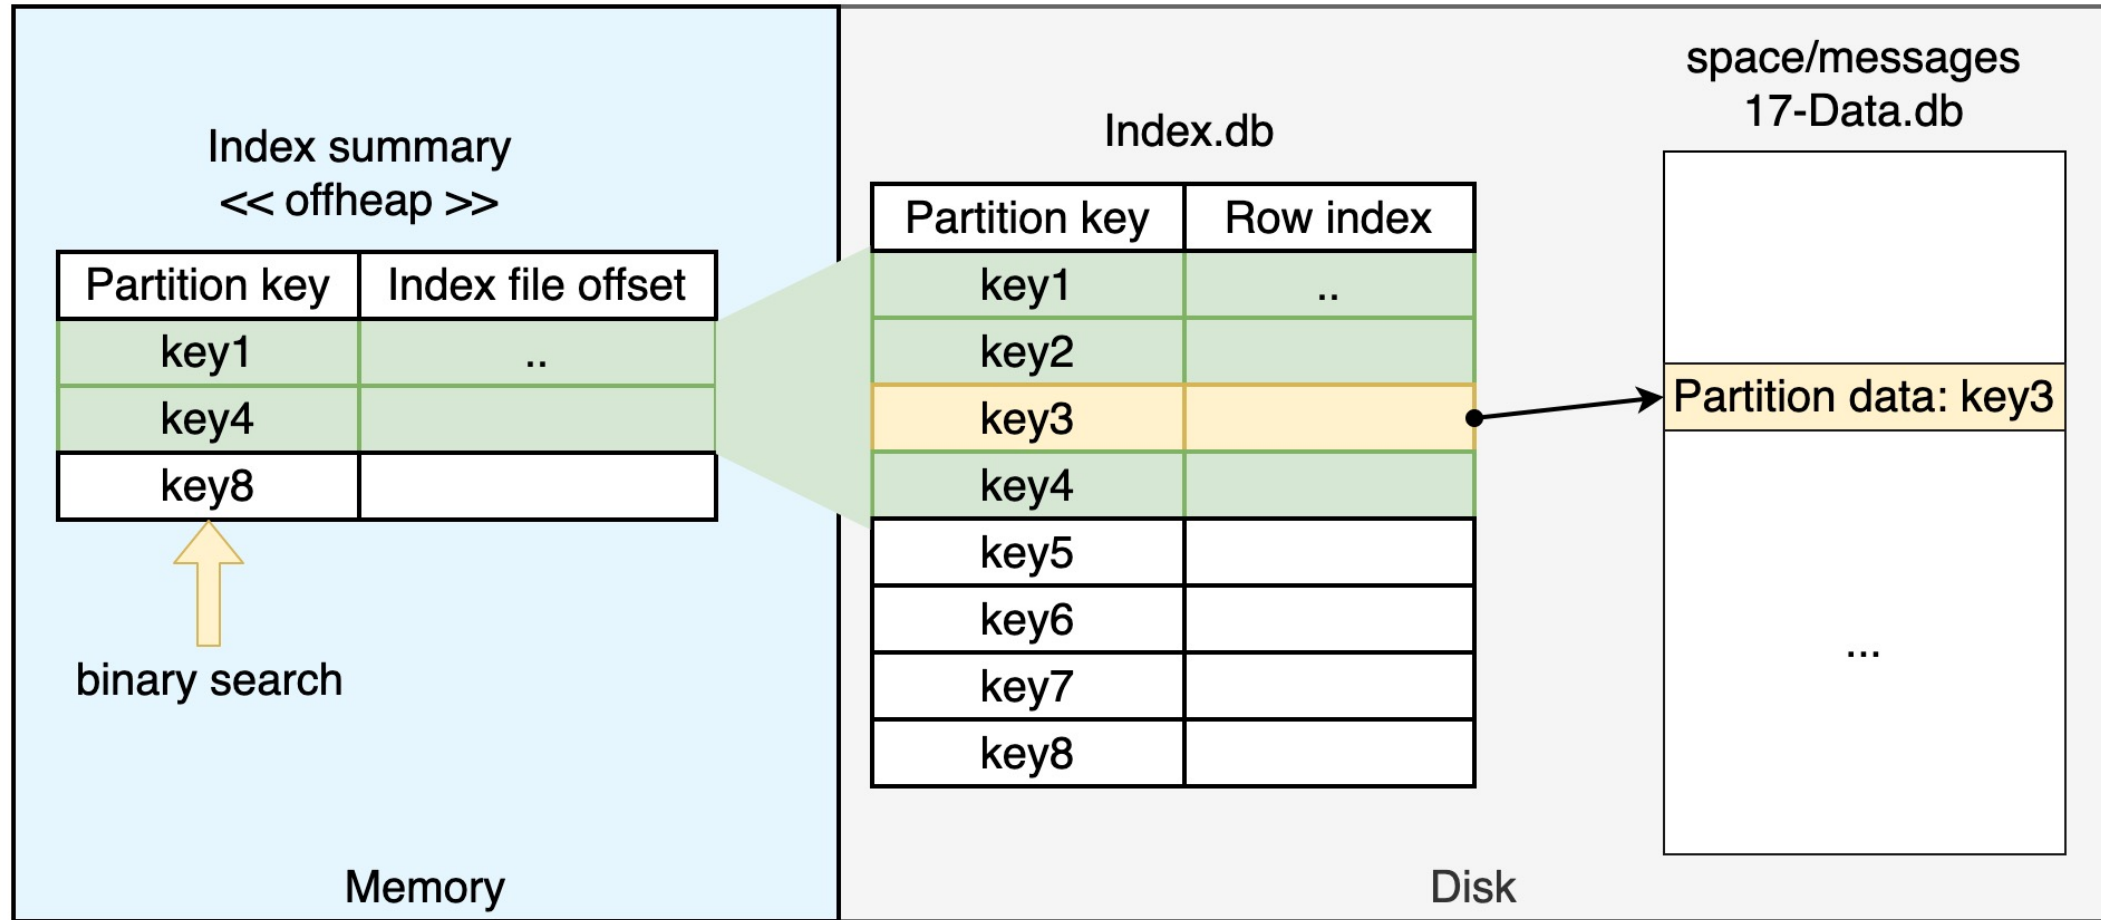 Index summary
<< offheap >>
Partition key Index file offset
key1 ..
key4
key8
binary search
Memory
Index.db
Partition key Row index
key1 ..
key2
key3
key4
key5
key6
key7
key8
space/messages
17-Data.db
Partition data: key3
...
Disk